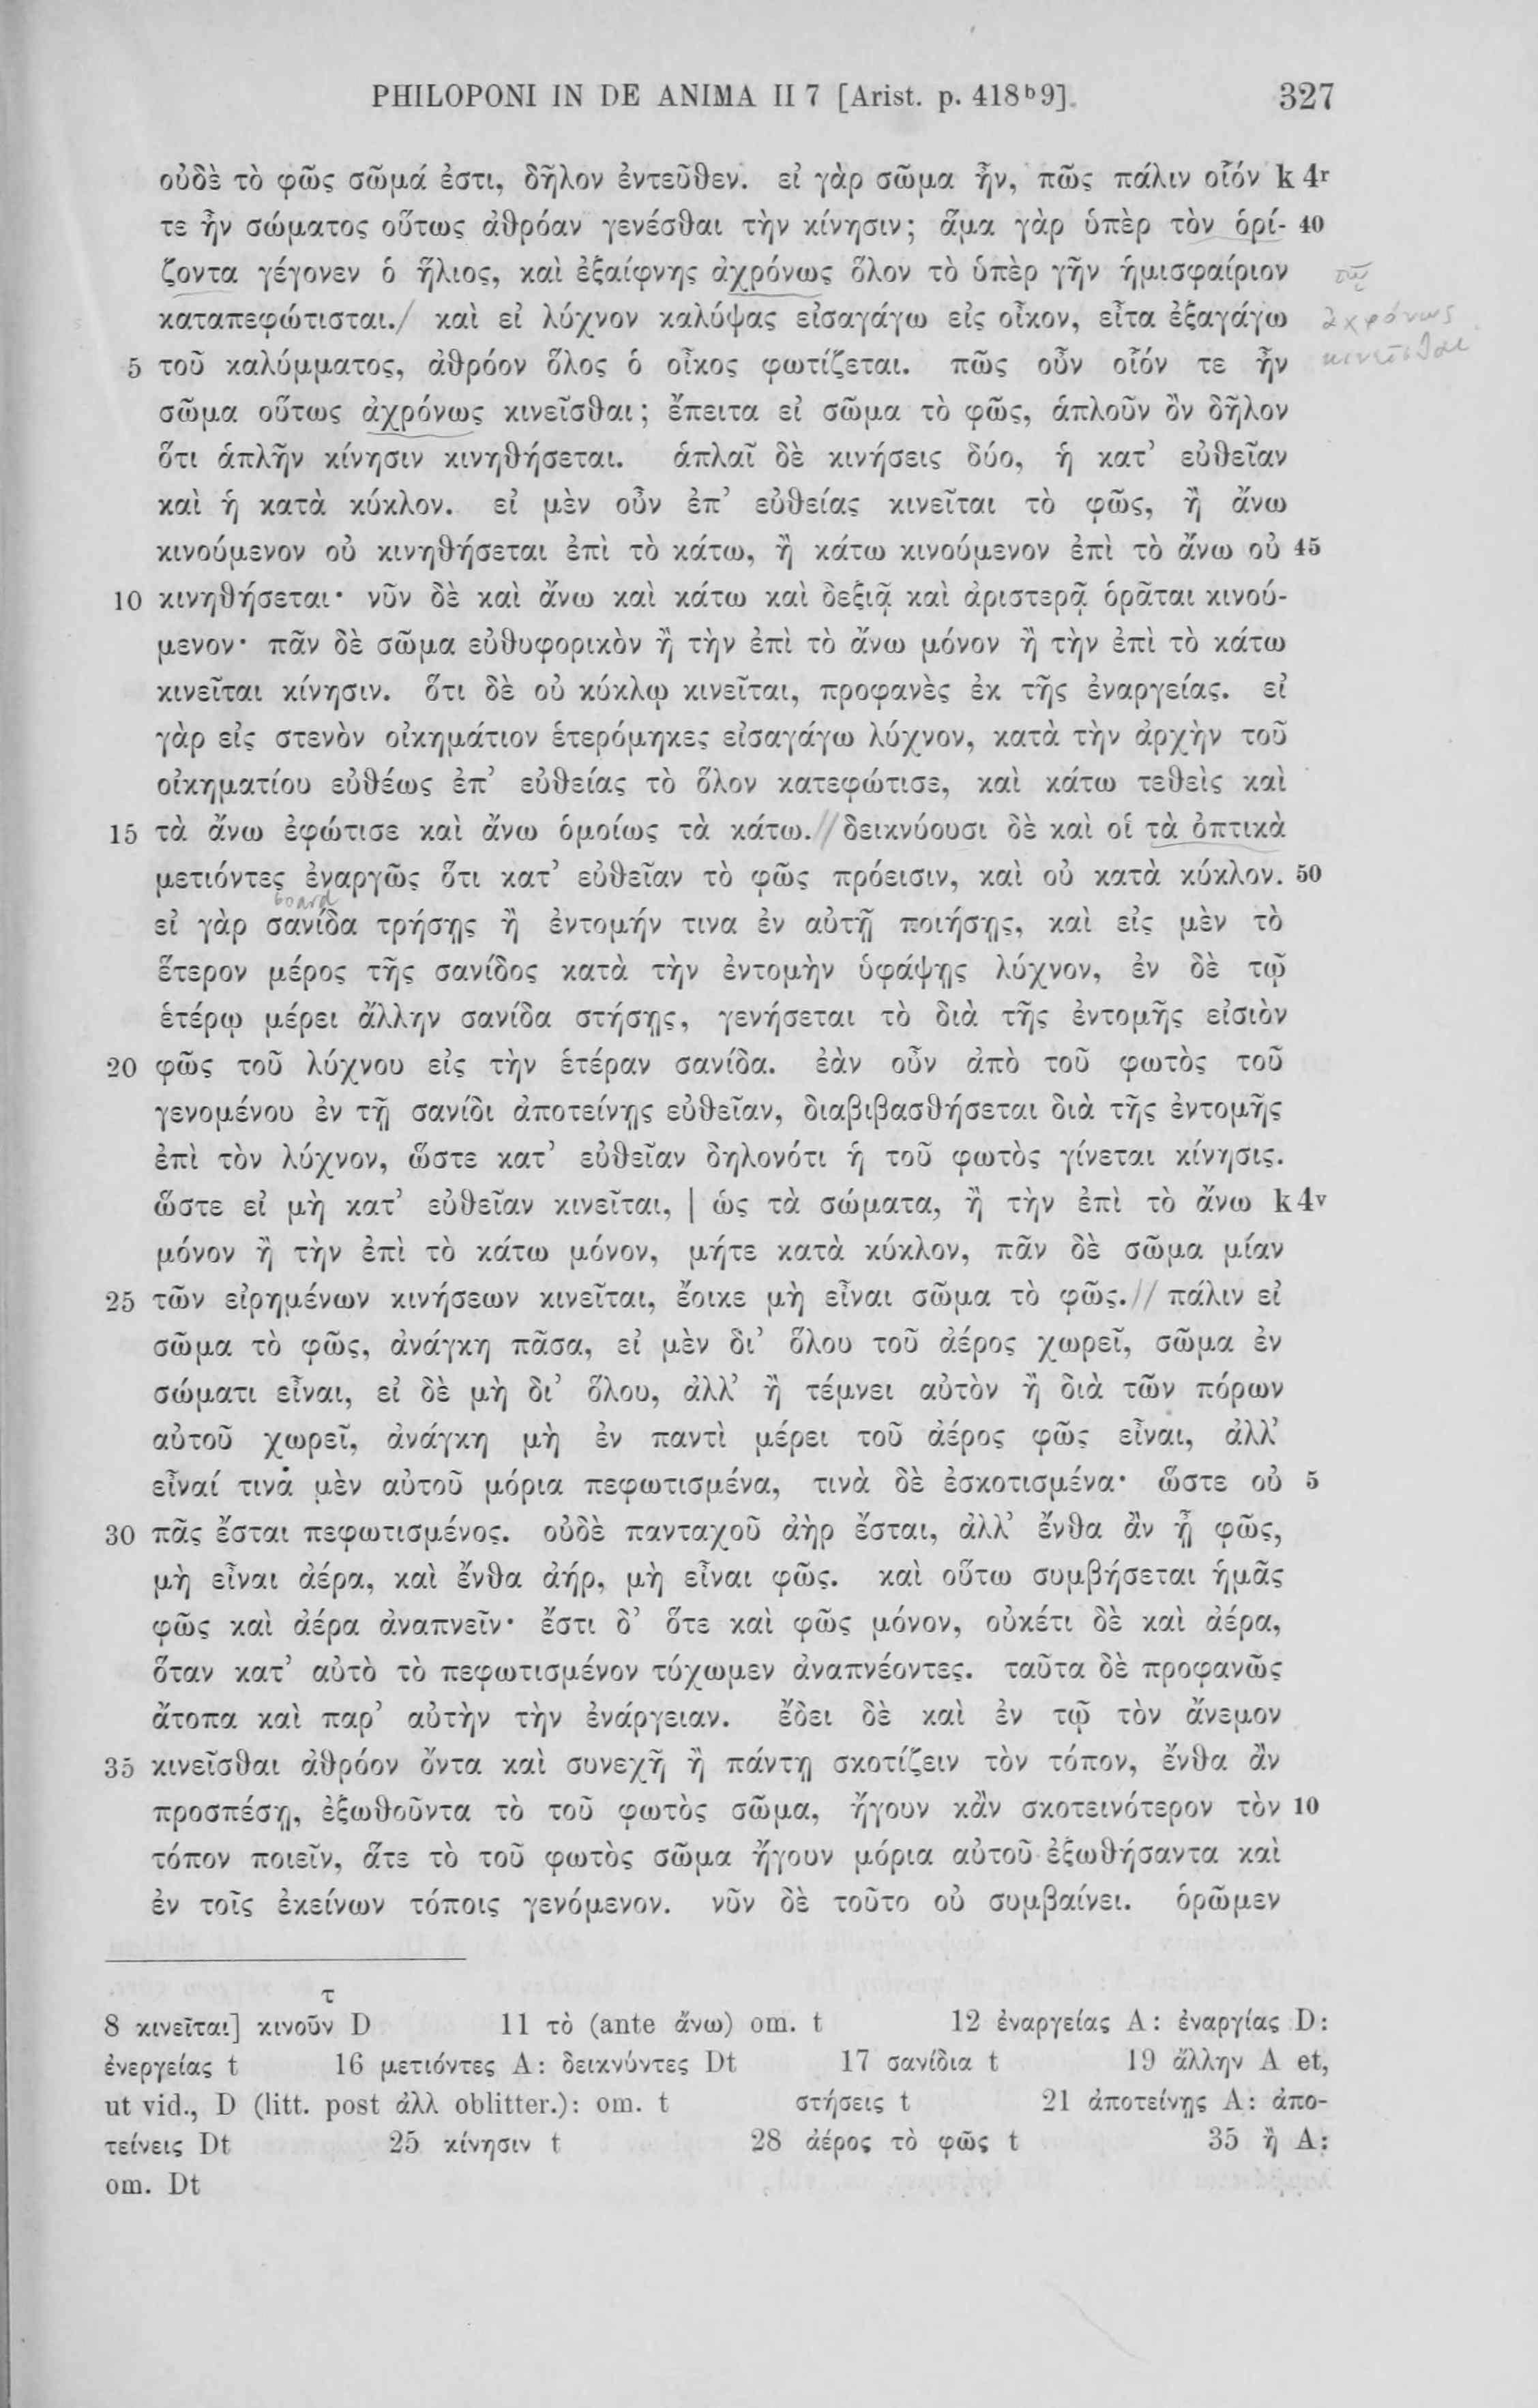 PHILOPONI IN DE ANIMA II 7 [Arist. p. 418ᵇ9]. 327
οὐδὲ τὸ φῶς σῶμά ἐστι, δῆλον ἐντεῦθεν. εἰ γὰρ σῶμα ἦν, πῶς πάλιν οἷόν k 4ʳ
τε ἦν σώματος οὕτως ἀθρόαν γενέσθαι τὴν κίνησιν; ἅμα γὰρ ὑπὲρ τὸν ὁρί- 40
ζοντα γέγονεν ὁ ἥλιος, καὶ ἐξαίφνης ἀχρόνως ὅλον τὸ ὑπὲρ γῆν ἡμισφαίριον
καταπεφώτισται./ καὶ εἰ λύχνον καλύψας εἰσαγάγω εἰς οἶκον, εἶτα ἐξαγάγω ἀχρόνως
5 τοῦ καλύμματος, ἀθρόον ὅλος ὁ οἶκος φωτίζεται. πῶς οὖν οἷόν τε ἦν κινεῖσθαι
σῶμα οὕτως ἀχρόνως κινεῖσθαι; ἔπειτα εἰ σῶμα τὸ φῶς, ἁπλοῦν ὂν δῆλον
ὅτι ἁπλῆν κίνησιν κινηθήσεται. ἁπλαῖ δὲ κινήσεις δύο, ἡ κατ’ εὐθεῖαν
καὶ ἡ κατὰ κύκλον. εἰ μὲν οὖν ἐπ’ εὐθείας κινεῖται τὸ φῶς, ἢ ἄνω
κινούμενον οὐ κινηθήσεται ἐπὶ τὸ κάτω, ἢ κάτω κινούμενον ἐπὶ τὸ ἄνω οὐ 45
10 κινηθήσεται· νῦν δὲ καὶ ἄνω καὶ κάτω καὶ δεξιᾷ καὶ ἀριστερᾷ ὁρᾶται κινού-
μενον· πᾶν δὲ σῶμα εὐθυφορικὸν ἢ τὴν ἐπὶ τὸ ἄνω μόνον ἢ τὴν ἐπὶ τὸ κάτω
κινεῖται κίνησιν. ὅτι δὲ οὐ κύκλῳ κινεῖται, προφανὲς ἐκ τῆς ἐναργείας. εἰ
γὰρ εἰς στενὸν οἰκημάτιον ἑτερόμηκες εἰσαγάγω λύχνον, κατὰ τὴν ἀρχὴν τοῦ
οἰκηματίου εὐθέως ἐπ’ εὐθείας τὸ ὅλον κατεφώτισε, καὶ κάτω τεθεὶς καὶ
15 τὰ ἄνω ἐφώτισε καὶ ἄνω ὁμοίως τὰ κάτω.// δεικνύουσι δὲ καὶ οἱ τὰ ὀπτικὰ
μετιόντες ἐναργῶς ὅτι κατ’ εὐθεῖαν τὸ φῶς πρόεισιν, καὶ οὐ κατὰ κύκλον. 50
board
εἰ γὰρ σανίδα τρήσῃς ἢ ἐντομήν τινα ἐν αὐτῇ ποιήσῃς, καὶ εἰς μὲν τὸ
ἕτερον μέρος τῆς σανίδος κατὰ τὴν ἐντομὴν ὑφάψῃς λύχνον, ἐν δὲ τῷ
ἑτέρῳ μέρει ἄλλην σανίδα στήσῃς, γενήσεται τὸ διὰ τῆς ἐντομῆς εἰσιὸν
20 φῶς τοῦ λύχνου εἰς τὴν ἑτέραν σανίδα. ἐὰν οὖν ἀπὸ τοῦ φωτὸς τοῦ
γενομένου ἐν τῇ σανίδι ἀποτείνῃς εὐθεῖαν, διαβιβασθήσεται διὰ τῆς ἐντομῆς
ἐπὶ τὸν λύχνον, ὥστε κατ’ εὐθεῖαν δηλονότι ἡ τοῦ φωτὸς γίνεται κίνησις.
ὥστε εἰ μὴ κατ’ εὐθεῖαν κινεῖται, | ὡς τὰ σώματα, ἢ τὴν ἐπὶ τὸ ἄνω k 4ᵛ
μόνον ἢ τὴν ἐπὶ τὸ κάτω μόνον, μήτε κατὰ κύκλον, πᾶν δὲ σῶμα μίαν
25 τῶν εἰρημένων κινήσεων κινεῖται, ἔοικε μὴ εἶναι σῶμα τὸ φῶς.// πάλιν εἰ
σῶμα τὸ φῶς, ἀνάγκη πᾶσα, εἰ μὲν δι’ ὅλου τοῦ ἀέρος χωρεῖ, σῶμα ἐν
σώματι εἶναι, εἰ δὲ μὴ δι’ ὅλου, ἀλλ’ ἢ τέμνει αὐτὸν ἢ διὰ τῶν πόρων
αὐτοῦ χωρεῖ, ἀνάγκη μὴ ἐν παντὶ μέρει τοῦ ἀέρος φῶς εἶναι, ἀλλ’
εἶναί τινὰ μὲν αὐτοῦ μόρια πεφωτισμένα, τινὰ δὲ ἐσκοτισμένα· ὥστε οὐ 5
30 πᾶς ἔσται πεφωτισμένος. οὐδὲ πανταχοῦ ἀὴρ ἔσται, ἀλλ’ ἔνθα ἂν ᾖ φῶς,
μὴ εἶναι ἀέρα, καὶ ἔνθα ἀήρ, μὴ εἶναι φῶς. καὶ οὕτω συμβήσεται ἡμᾶς
φῶς καὶ ἀέρα ἀναπνεῖν· ἔστι δ’ ὅτε καὶ φῶς μόνον, οὐκέτι δὲ καὶ ἀέρα,
ὅταν κατ’ αὐτὸ τὸ πεφωτισμένον τύχωμεν ἀναπνέοντες. ταῦτα δὲ προφανῶς
ἄτοπα καὶ παρ’ αὐτὴν τὴν ἐνάργειαν. ἔδει δὲ καὶ ἐν τῷ τὸν ἄνεμον
35 κινεῖσθαι ἀθρόον ὄντα καὶ συνεχῆ ἢ πάντῃ σκοτίζειν τὸν τόπον, ἔνθα ἂν
προσπέσῃ, ἐξωθοῦντα τὸ τοῦ φωτὸς σῶμα, ἤγουν κἂν σκοτεινότερον τὸν 10
τόπον ποιεῖν, ἅτε τὸ τοῦ φωτὸς σῶμα ἤγουν μόρια αὐτοῦ ἐξωθήσαντα καὶ
ἐν τοῖς ἐκείνων τόποις γενόμενον. νῦν δὲ τοῦτο οὐ συμβαίνει. ὁρῶμεν
τ
8 κινεῖται] κινοῦν D 11 τὸ (ante ἄνω) om. t 12 ἐναργείας A: ἐναργίας D:
ἐνεργείας t 16 μετιόντες A: δεικνύντες Dt 17 σανίδια t 19 ἄλλην A et,
ut vid., D (litt. post ἀλλ oblitter.): om. t στήσεις t 21 ἀποτείνῃς A: ἀπο-
τείνεις Dt 25 κίνησιν t 28 ἀέρος τὸ φῶς t 35 ἢ A:
om. Dt